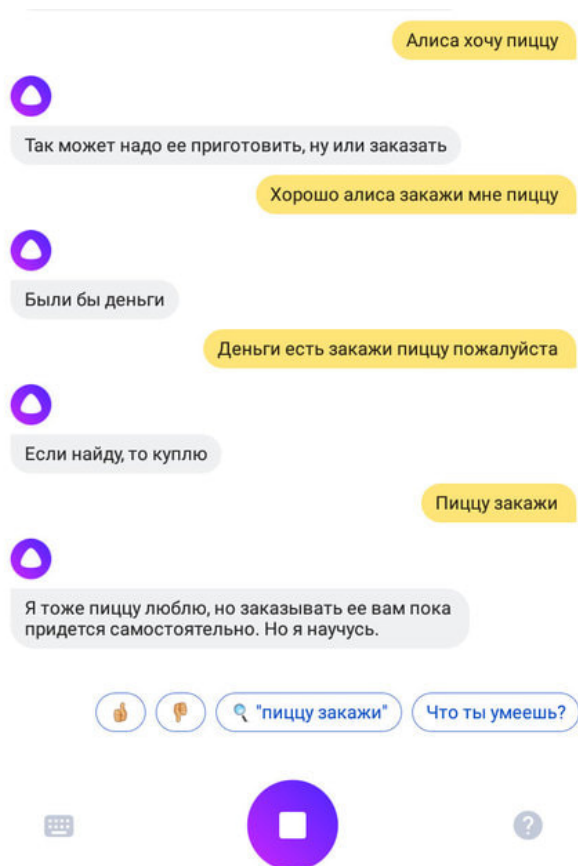 Алиса хочу пиццу
Так может надо ее приготовить, ну или заказать
Хорошо алиса закажи мне пиццу
Были бы деньги
Деньги есть закажи пиццу пожалуйста
Если найду, то куплю
Пиццу закажи
Я тоже пиццу люблю, но заказывать ее вам пока
придется самостоятельно. Но я научусь.
"пиццу закажи" Что ты умеешь?
?